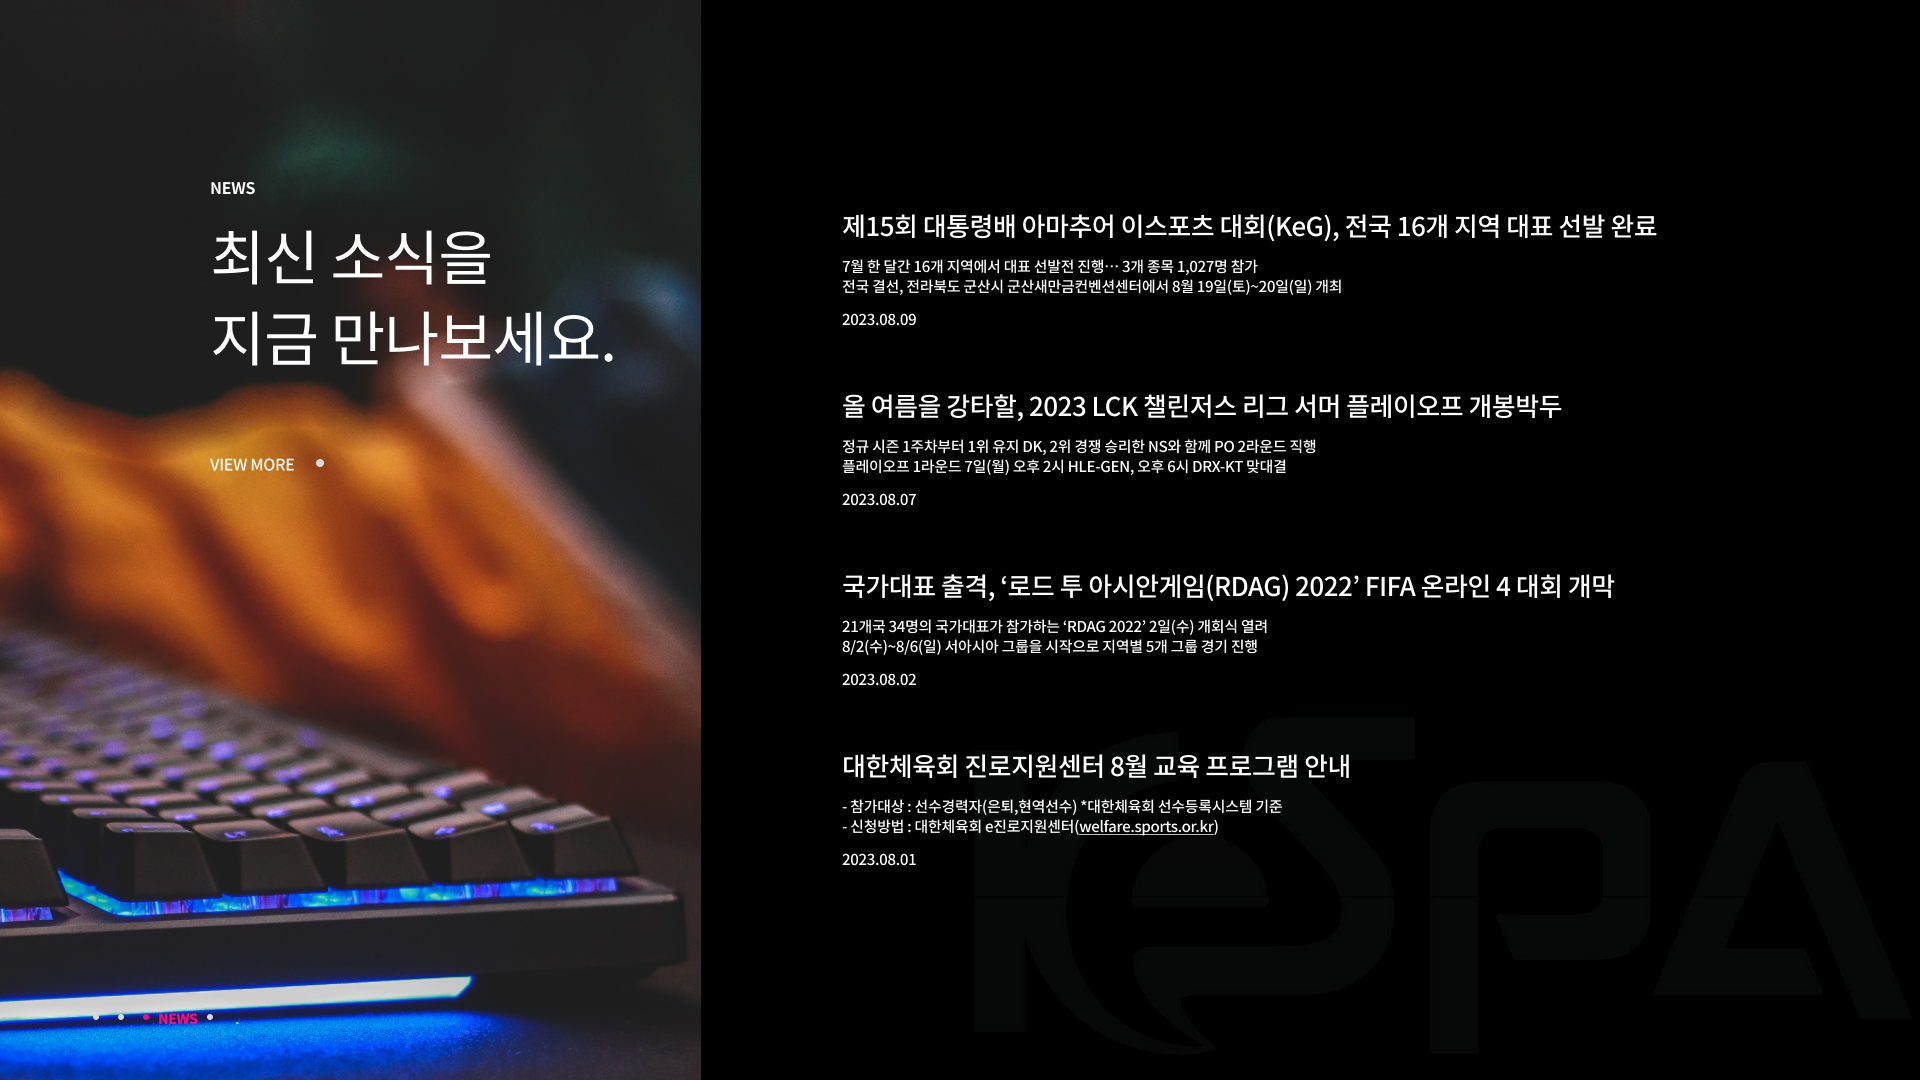 NEWS
최신 소식을
지금 만나보세요.
VIEW MORE
NEWS
제15회 대통령배 아마추어 이스포츠 대회(KeG), 전국 16개 지역 대표 선발 완료
7월 한 달간 16개 지역에서 대표 선발전 진행… 3개 종목 1,027명 참가
전국 결선, 전라북도 군산시 군산새만금컨벤션센터에서 8월 19일(토)~20일(일) 개최
2023.08.09
올 여름을 강타할, 2023 LCK 챌린저스 리그 서머 플레이오프 개봉박두
정규 시즌 1주차부터 1위 유지 DK, 2위 경쟁 승리한 NS와 함께 PO 2라운드 직행
플레이오프 1라운드 7일(월) 오후 2시 HLE-GEN, 오후 6시 DRX-KT 맞대결
2023.08.07
국가대표 출격, ‘로드 투 아시안게임(RDAG) 2022’ FIFA 온라인 4 대회 개막
21개국 34명의 국가대표가 참가하는 ‘RDAG 2022’ 2일(수) 개회식 열려
8/2(수)~8/6(일) 서아시아 그룹을 시작으로 지역별 5개 그룹 경기 진행
2023.08.02
대한체육회 진로지원센터 8월 교육 프로그램 안내
- 참가대상 : 선수경력자(은퇴,현역선수) *대한체육회 선수등록시스템 기준
- 신청방법 : 대한체육회 e진로지원센터(welfare.sports.or.kr)
2023.08.01
KeSPA